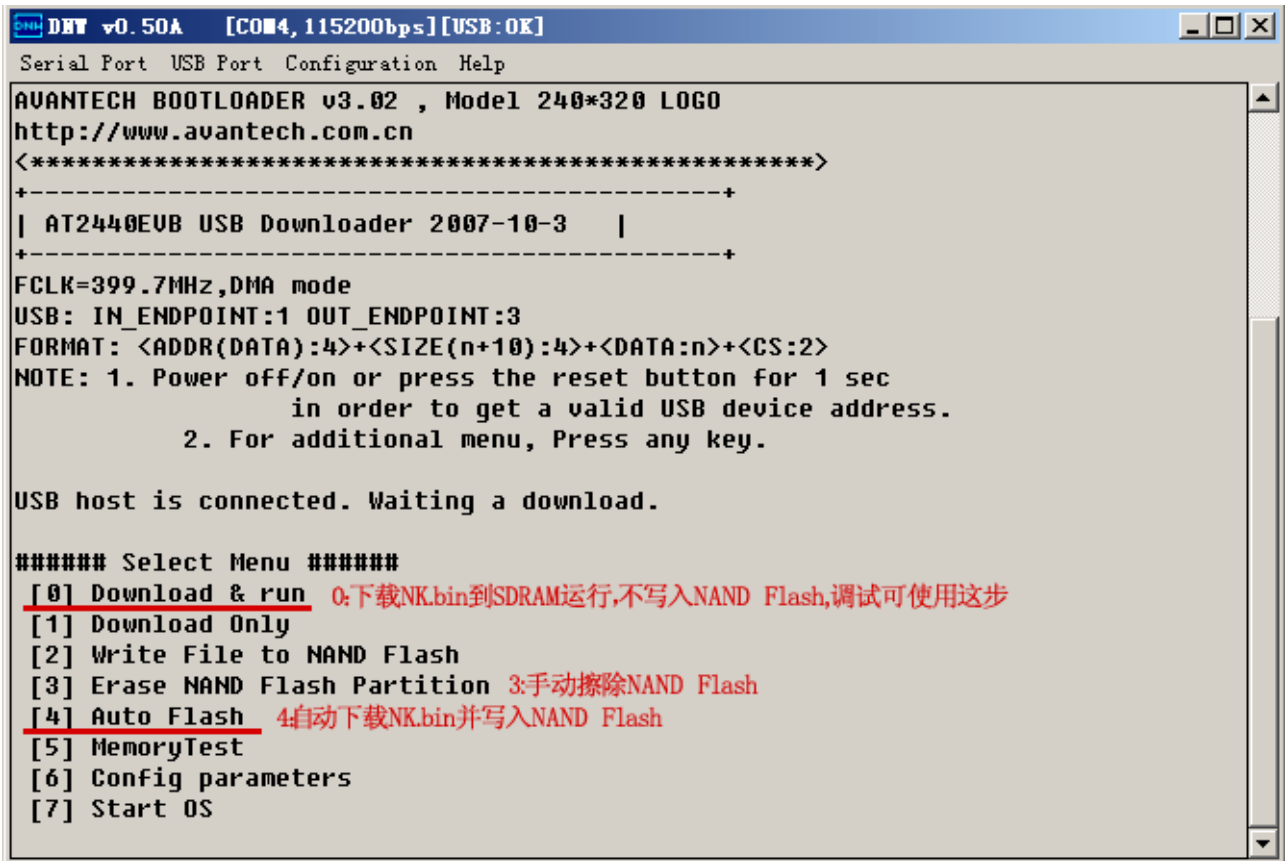 DNW v0.50A [COM4,115200bps][USB:OK]
Serial Port USB Port Configuration Help
AVANTECH BOOTLOADER v3.02 , Model 240*320 LOGO
http://www.avantech.com.cn
<***************************************************>
+---------------------------------------------+
| AT2440EVB USB Downloader 2007-10-3 |
+---------------------------------------------+
FCLK=399.7MHz,DMA mode
USB: IN_ENDPOINT:1 OUT_ENDPOINT:3
FORMAT: <ADDR(DATA):4>+<SIZE(n+10):4>+<DATA:n>+<CS:2>
NOTE: 1. Power off/on or press the reset button for 1 sec
in order to get a valid USB device address.
2. For additional menu, Press any key.
USB host is connected. Waiting a download.
###### Select Menu ######
[0] Download & run 0:下载NK.bin到SDRAM运行,不写入NAND Flash,调试可使用这步
[1] Download Only
[2] Write File to NAND Flash
[3] Erase NAND Flash Partition 3:手动擦除NAND Flash
[4] Auto Flash 4:自动下载NK.bin并写入NAND Flash
[5] MemoryTest
[6] Config parameters
[7] Start OS